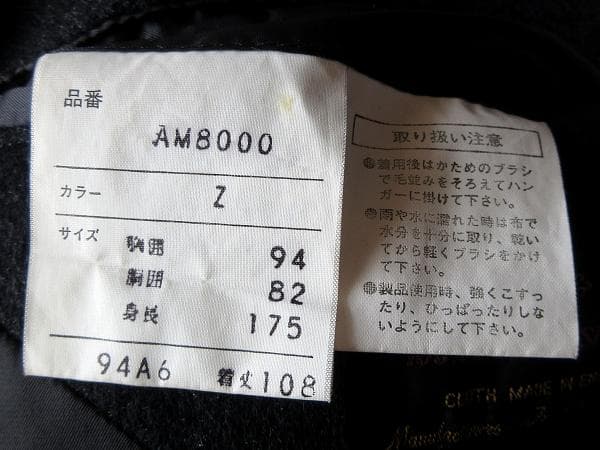 品番
AM8000
カラー Z
サイズ 胸囲 94
胴囲 82
身長 175
94A6 着丈108
取り扱い注意
●着用後はかためのブラシ
で毛並みをそろえてハン
ガーに掛けて下さい。
●雨や水に濡れた時は布で
水分を十分に取り、乾い
てから軽くブラシをかけ
て下さい。
●製品使用時、強くこすっ
たり、ひっぱったりしな
いようにして下さい。
CLOTH MADE IN